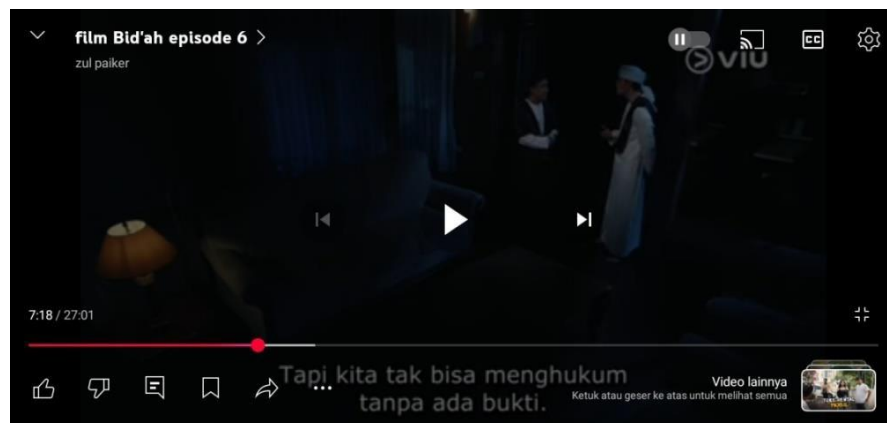 film Bid'ah episode 6
zul paiker
viu
CC
7:18 / 27:01
Tapi kita tak bisa menghukum
tanpa ada bukti.
Video lainnya
Ketuk atau geser ke atas untuk melihat semua